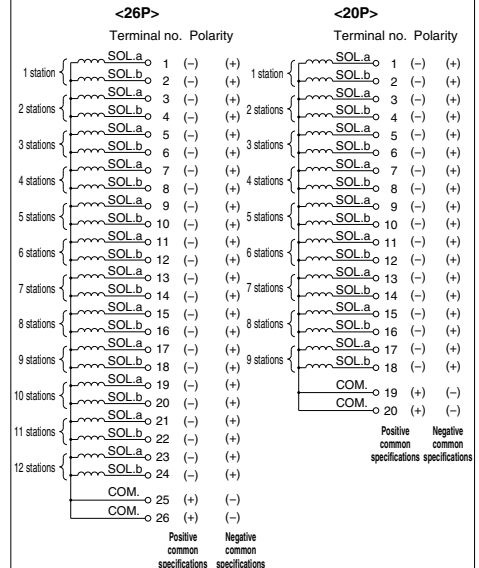 <26P>
Terminal no. Polarity
1 station
SOL.a 1 (−) (+)
SOL.b 2 (−) (+)
2 stations
SOL.a 3 (−) (+)
SOL.b 4 (−) (+)
3 stations
SOL.a 5 (−) (+)
SOL.b 6 (−) (+)
4 stations
SOL.a 7 (−) (+)
SOL.b 8 (−) (+)
5 stations
SOL.a 9 (−) (+)
SOL.b 10 (−) (+)
6 stations
SOL.a 11 (−) (+)
SOL.b 12 (−) (+)
7 stations
SOL.a 13 (−) (+)
SOL.b 14 (−) (+)
8 stations
SOL.a 15 (−) (+)
SOL.b 16 (−) (+)
9 stations
SOL.a 17 (−) (+)
SOL.b 18 (−) (+)
10 stations
SOL.a 19 (−) (+)
SOL.b 20 (−) (+)
11 stations
SOL.a 21 (−) (+)
SOL.b 22 (−) (+)
12 stations
SOL.a 23 (−) (+)
SOL.b 24 (−) (+)
COM. 25 (+) (−)
COM. 26 (+) (−)
Positive Negative
common common
specifications specifications
<20P>
Terminal no. Polarity
1 station
SOL.a 1 (−) (+)
SOL.b 2 (−) (+)
2 stations
SOL.a 3 (−) (+)
SOL.b 4 (−) (+)
3 stations
SOL.a 5 (−) (+)
SOL.b 6 (−) (+)
4 stations
SOL.a 7 (−) (+)
SOL.b 8 (−) (+)
5 stations
SOL.a 9 (−) (+)
SOL.b 10 (−) (+)
6 stations
SOL.a 11 (−) (+)
SOL.b 12 (−) (+)
7 stations
SOL.a 13 (−) (+)
SOL.b 14 (−) (+)
8 stations
SOL.a 15 (−) (+)
SOL.b 16 (−) (+)
9 stations
SOL.a 17 (−) (+)
SOL.b 18 (−) (+)
COM. 19 (+) (−)
COM. 20 (+) (−)
Positive Negative
common common
specifications specifications